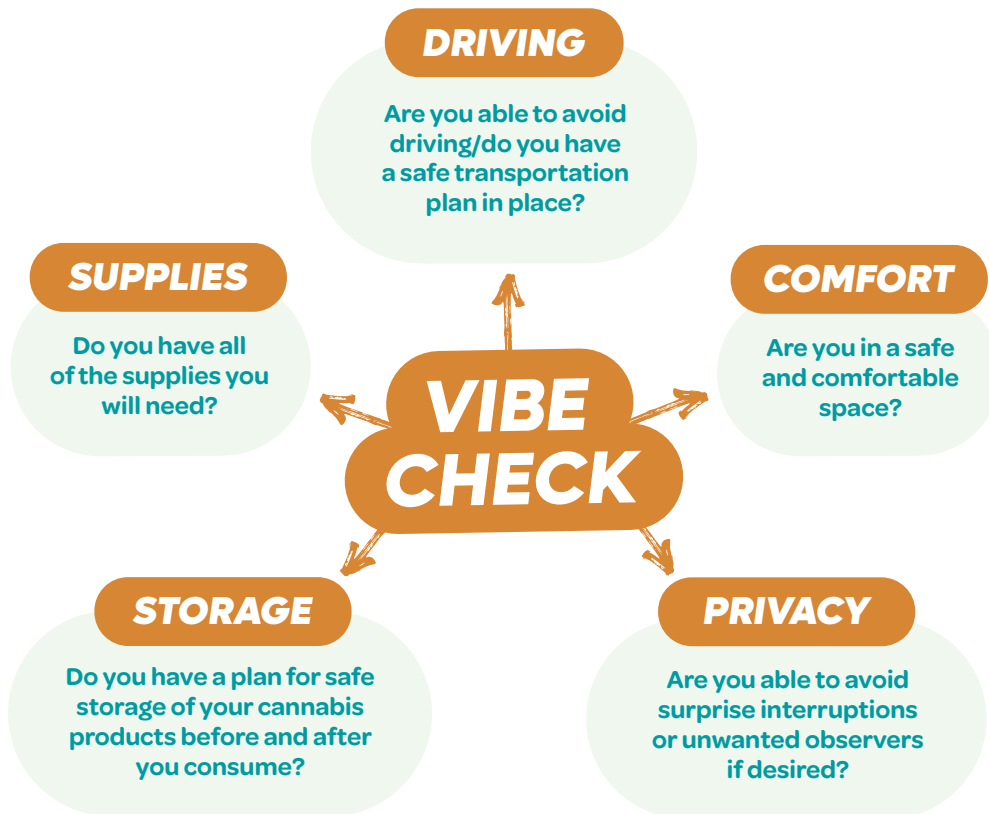 DRIVING
Are you able to avoid
driving/do you have
a safe transportation
plan in place?
SUPPLIES
Do you have all
of the supplies you
will need?
COMFORT
Are you in a safe
and comfortable
space?
VIBE
CHECK
STORAGE
Do you have a plan for safe
storage of your cannabis
products before and after
you consume?
PRIVACY
Are you able to avoid
surprise interruptions
or unwanted observers
if desired?